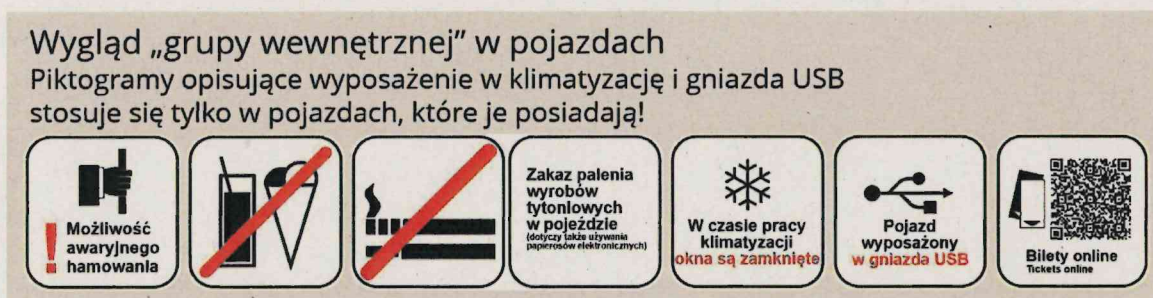 Wygląd „grupy wewnętrznej” w pojazdach
Piktogramy opisujące wyposażenie w klimatyzację i gniazda USB
stosuje się tylko w pojazdach, które je posiadają!
! Możliwość
awaryjnego
hamowania
Zakaz palenia
wyrobów
tytoniowych
w pojeździe
(dotyczy także używania
papierosów elektronicznych)
W czasie pracy
klimatyzacji
okna są zamknięte
Pojazd
wyposażony
w gniazda USB
Bilety online
Tickets online